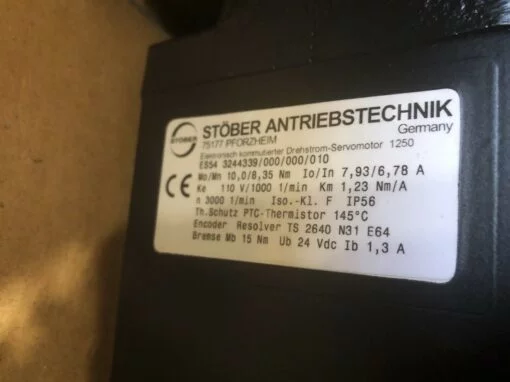 STÖBER ANTRIEBSTECHNIK
75177 PFORZHEIM Germany
Elektronisch kommutierter Drehstrom-Servomotor 1250
ES54 3244339/000/000/010
Mo/Mn 10,0/8,35 Nm Io/In 7,93/6,78 A
Ke 110 V/1000 1/min Km 1,23 Nm/A
n 3000 1/min Iso.-Kl. F IP56
Th.Schutz PTC-Thermistor 145°C
Encoder Resolver TS 2640 N31 E64
Bremse Mb 15 Nm Ub 24 Vdc Ib 1,3 A
STÖBER
CE